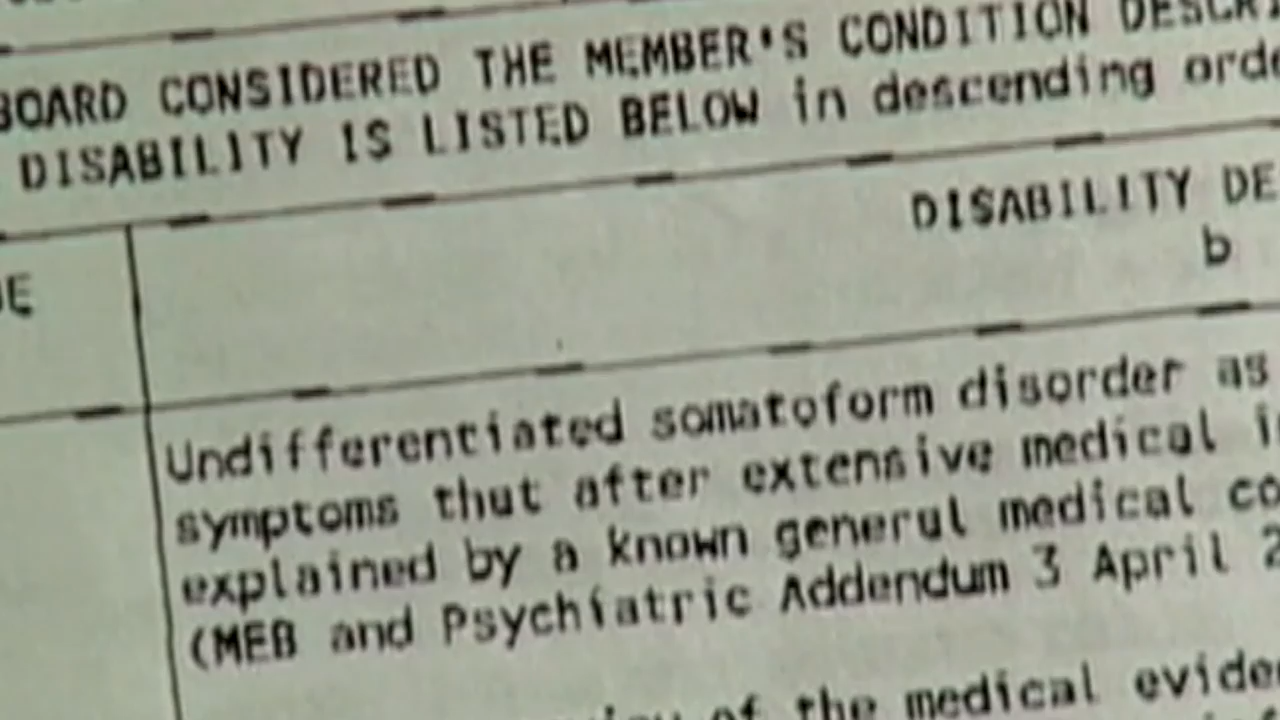 BOARD CONSIDERED THE MEMBER'S CONDITION
DISABILITY IS LISTED BELOW in descending
DISABILITY
b
Undifferentiated somatoform disorder as
symptoms that after extensive medical
explained by a known general medical
(MEB and Psychiatric Addendum 3 April
of the medical